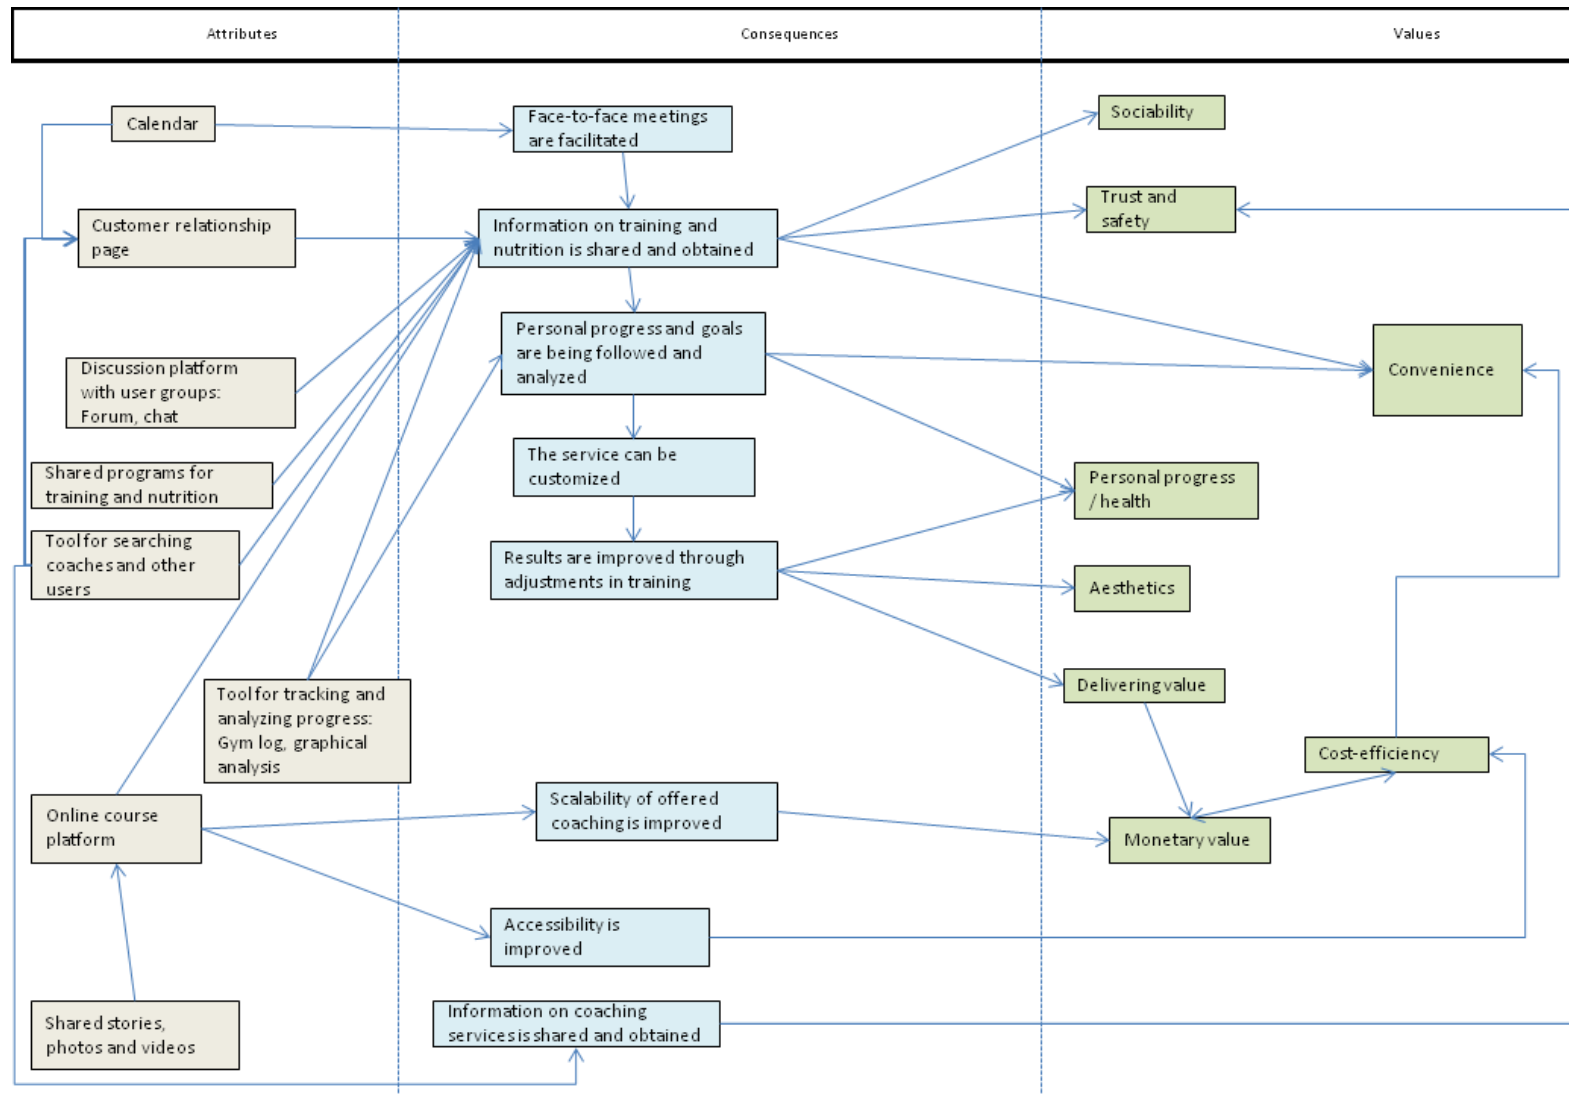 Attributes
Consequences
Values
Calendar
Face-to-face meetings
are facilitated
Sociability
Customer relationship
page
Information on training and
nutrition is shared and obtained
Trust and
safety
Discussion platform
with user groups:
Forum, chat
Personal progress and goals
are being followed and
analyzed
Convenience
Shared programs for
training and nutrition
The service can be
customized
Personal progress
/ health
Tool for searching
coaches and other
users
Results are improved through
adjustments in training
Aesthetics
Tool for tracking and
analyzing progress:
Gym log, graphical
analysis
Delivering value
Cost-efficiency
Online course
platform
Scalability of offered
coaching is improved
Monetary value
Accessibility is
improved
Shared stories,
photos and videos
Information on coaching
services is shared and obtained